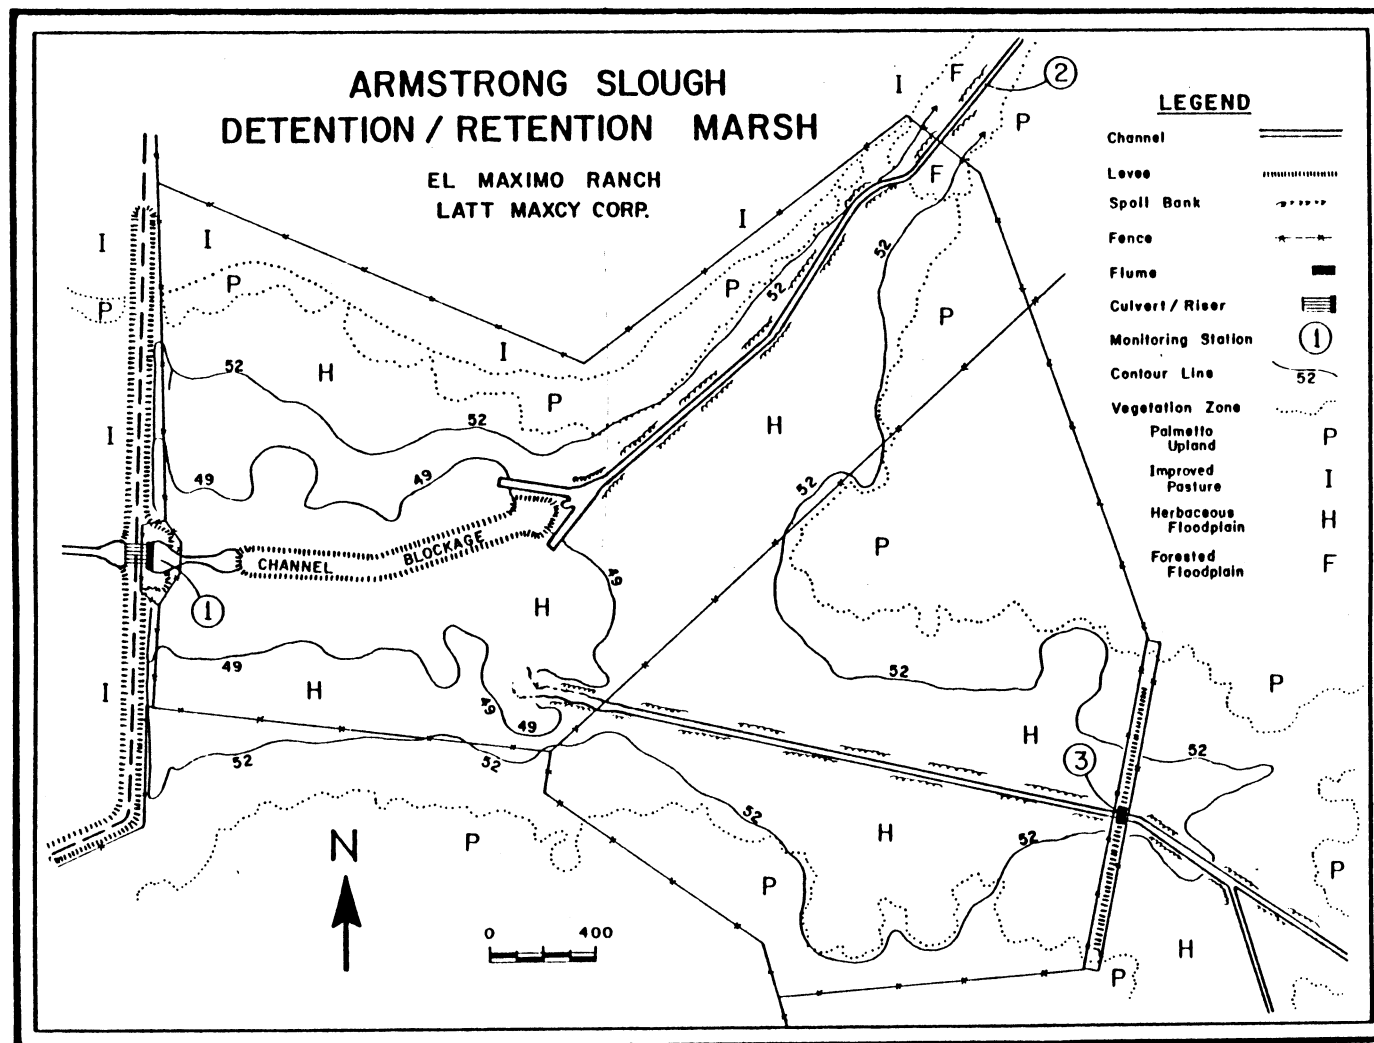 ARMSTRONG SLOUGH
DETENTION / RETENTION MARSH
EL MAXIMO RANCH
LATT MAXCY CORP.
LEGEND
Channel
Levee
Spoil Bank
Fence
Flume
Culvert / Riser
Monitoring Station 1
Contour Line 52
Vegetation Zone
Palmetto
Upland P
Improved
Pasture I
Herbaceous
Floodplain H
Forested
Floodplain F
I F 2
P
F
I I I
P P
52
P
52
P
I
52 H
P
52
H
I
49 49
52
P
CHANNEL BLOCKAGE
1
49
H
H
49 H
I
49
49
52
P
H
52
52 52
3
P
52
H
52
P
P
P
H
P
N
0 400